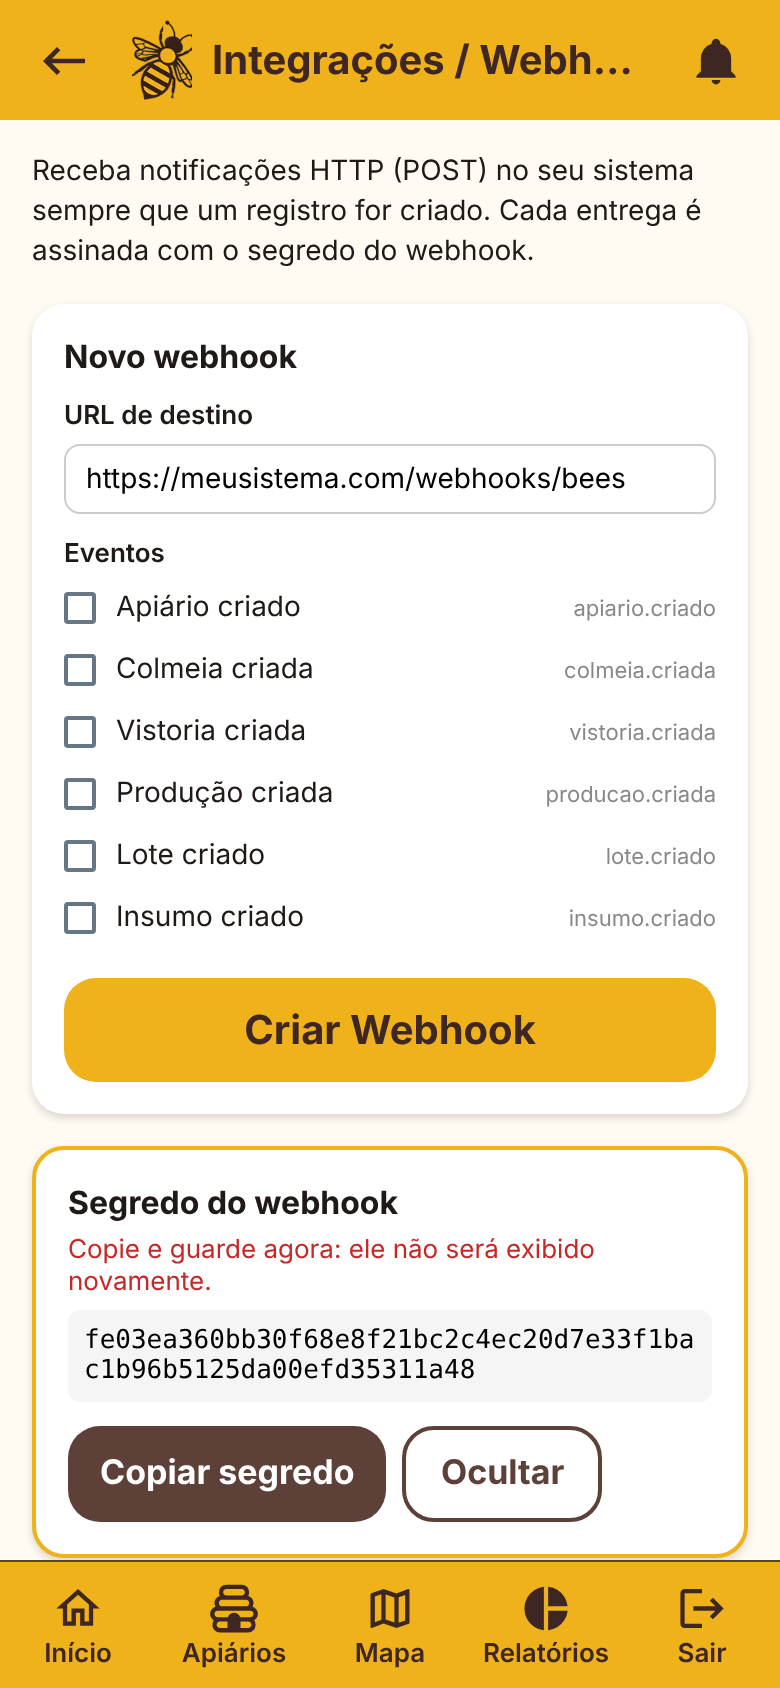 Integrações / Webh...
Receba notificações HTTP (POST) no seu sistema
sempre que um registro for criado. Cada entrega é
assinada com o segredo do webhook.
Novo webhook
URL de destino
https://meusistema.com/webhooks/bees
Eventos
Apiário criado apiario.criado
Colmeia criada colmeia.criada
Vistoria criada vistoria.criada
Produção criada producao.criada
Lote criado lote.criado
Insumo criado insumo.criado
Criar Webhook
Segredo do webhook
Copie e guarde agora: ele não será exibido
novamente.
fe03ea360bb30f68e8f21bc2c4ec20d7e33f1ba
c1b96b5125da00efd35311a48
Copiar segredo Ocultar
Início Apiários Mapa Relatórios Sair